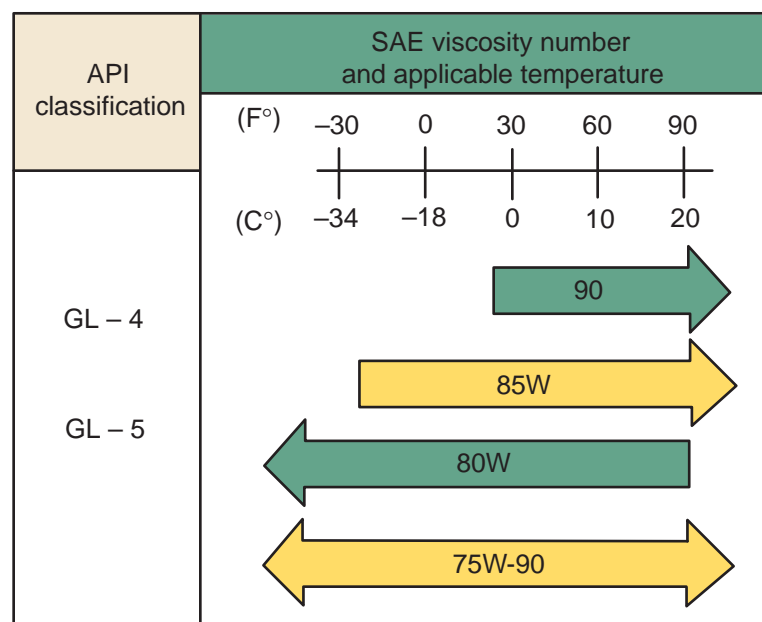 API
classification
SAE viscosity number
and applicable temperature
(F°) –30 0 30 60 90
(C°) –34 –18 0 10 20
GL – 4
GL – 5
90
85W
80W
75W-90